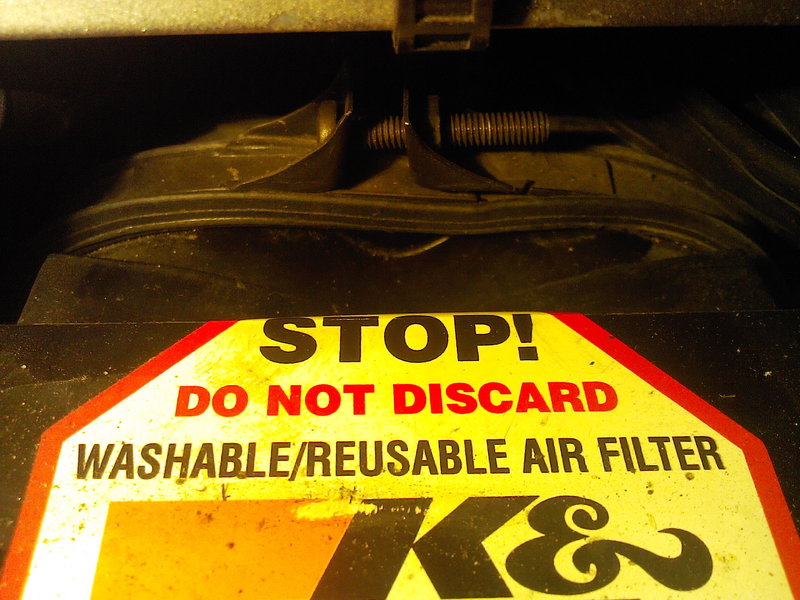 STOP!
DO NOT DISCARD
WASHABLE/REUSABLE AIR FILTER
K&